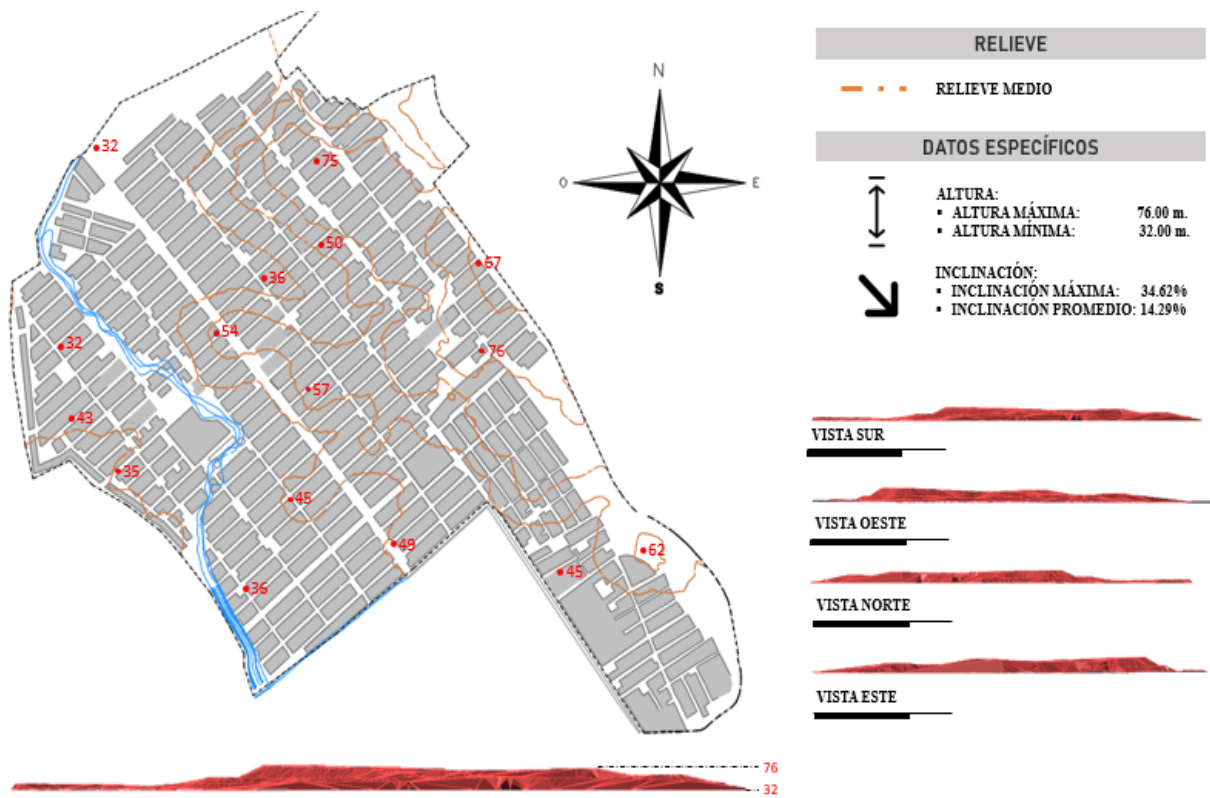 32
75
50
67
36
54
32
76
57
43
35
45
49
62
45
36
N
O
E
S
RELIEVE
RELIEVE MEDIO
DATOS ESPECÍFICOS
ALTURA:
▪ ALTURA MÁXIMA: 76.00 m.
▪ ALTURA MÍNIMA: 32.00 m.
INCLINACIÓN:
▪ INCLINACIÓN MÁXIMA: 34.62%
▪ INCLINACIÓN PROMEDIO: 14.29%
VISTA SUR
VISTA OESTE
VISTA NORTE
VISTA ESTE
76
32